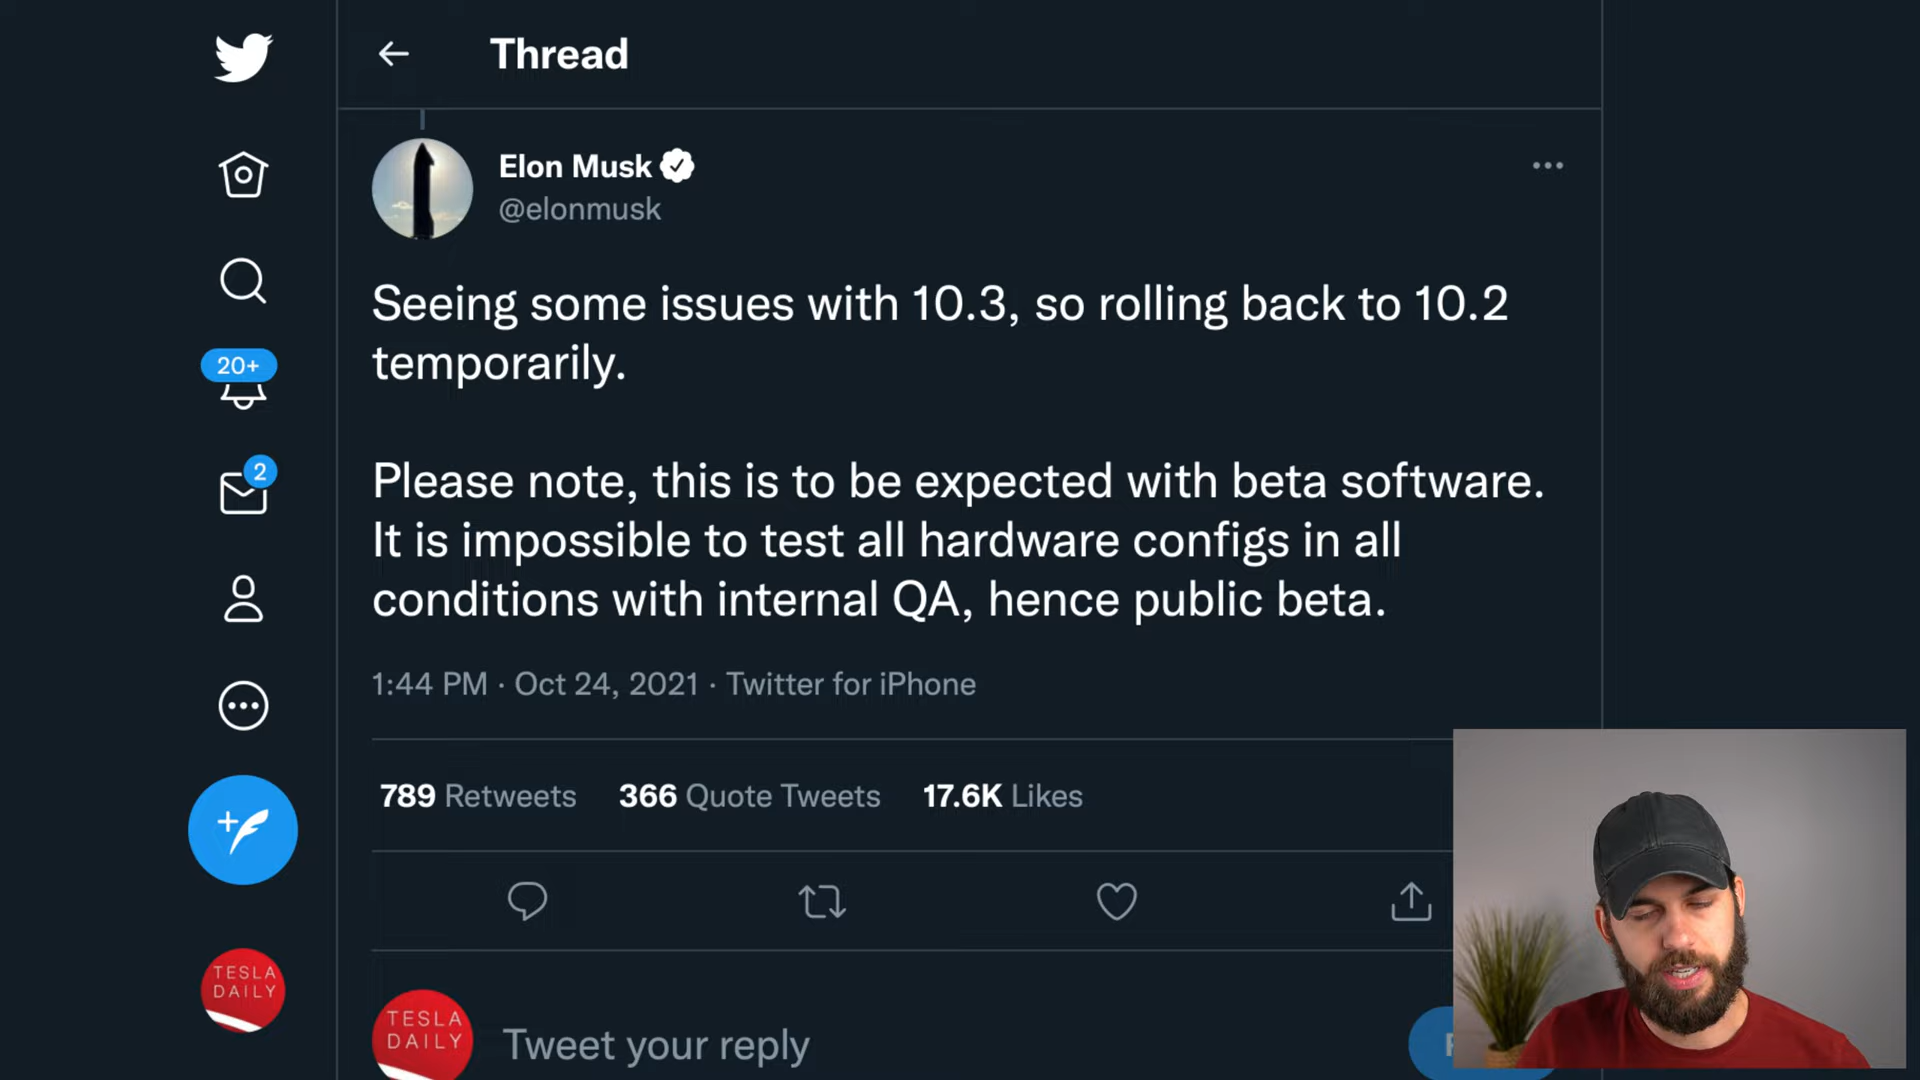 Thread
Elon Musk
@elonmusk
Seeing some issues with 10.3, so rolling back to 10.2
temporarily.
Please note, this is to be expected with beta software.
It is impossible to test all hardware configs in all
conditions with internal QA, hence public beta.
1:44 PM · Oct 24, 2021 · Twitter for iPhone
789 Retweets 366 Quote Tweets 17.6K Likes
20+
2
TESLA
DAILY
TESLA
DAILY
Tweet your reply